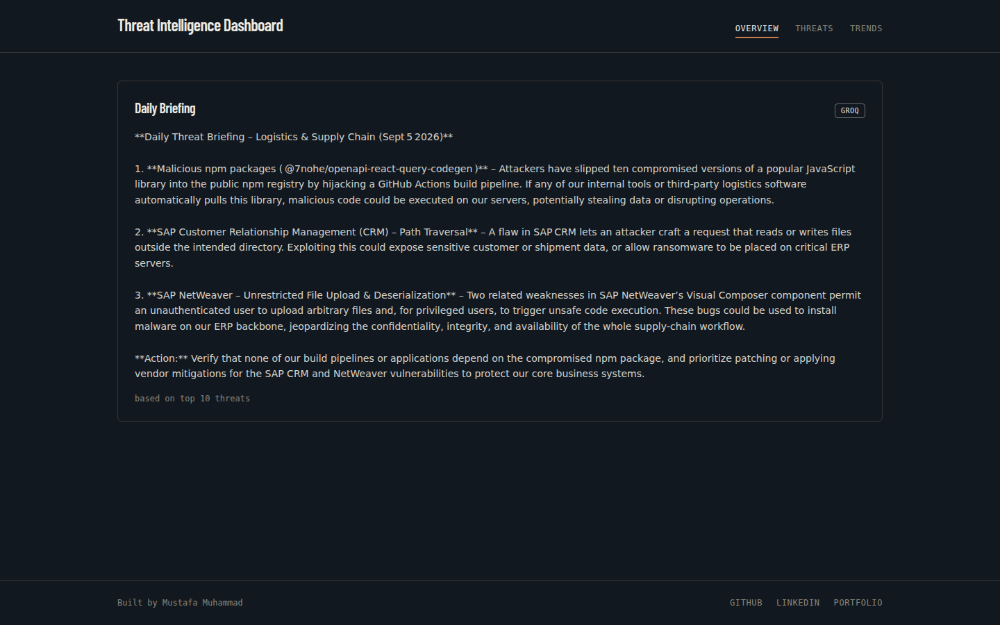 Threat Intelligence Dashboard
OVERVIEW THREATS TRENDS
Daily Briefing
GROQ
**Daily Threat Briefing – Logistics & Supply Chain (Sept 5 2026)**
1. **Malicious npm packages ( @7nohe/openapi-react-query-codegen )** – Attackers have slipped ten compromised versions of a popular JavaScript
library into the public npm registry by hijacking a GitHub Actions build pipeline. If any of our internal tools or third-party logistics software
automatically pulls this library, malicious code could be executed on our servers, potentially stealing data or disrupting operations.
2. **SAP Customer Relationship Management (CRM) – Path Traversal** – A flaw in SAP CRM lets an attacker craft a request that reads or writes files
outside the intended directory. Exploiting this could expose sensitive customer or shipment data, or allow ransomware to be placed on critical ERP
servers.
3. **SAP NetWeaver – Unrestricted File Upload & Deserialization** – Two related weaknesses in SAP NetWeaver’s Visual Composer component permit
an unauthenticated user to upload arbitrary files and, for privileged users, to trigger unsafe code execution. These bugs could be used to install
malware on our ERP backbone, jeopardizing the confidentiality, integrity, and availability of the whole supply-chain workflow.
**Action:** Verify that none of our build pipelines or applications depend on the compromised npm package, and prioritize patching or applying
vendor mitigations for the SAP CRM and NetWeaver vulnerabilities to protect our core business systems.
based on top 10 threats
Built by Mustafa Muhammad
GITHUB LINKEDIN PORTFOLIO